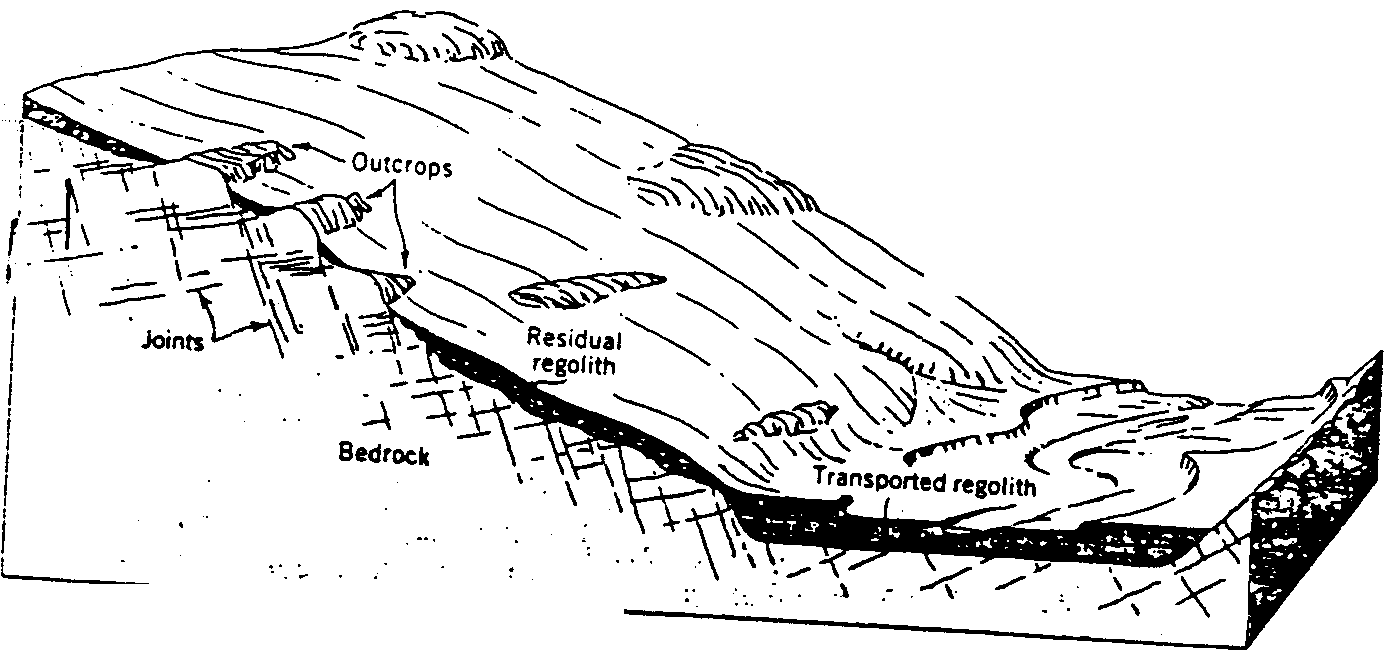 Outcrops
Joints
Residual
regolith
Bedrock
Transported regolith